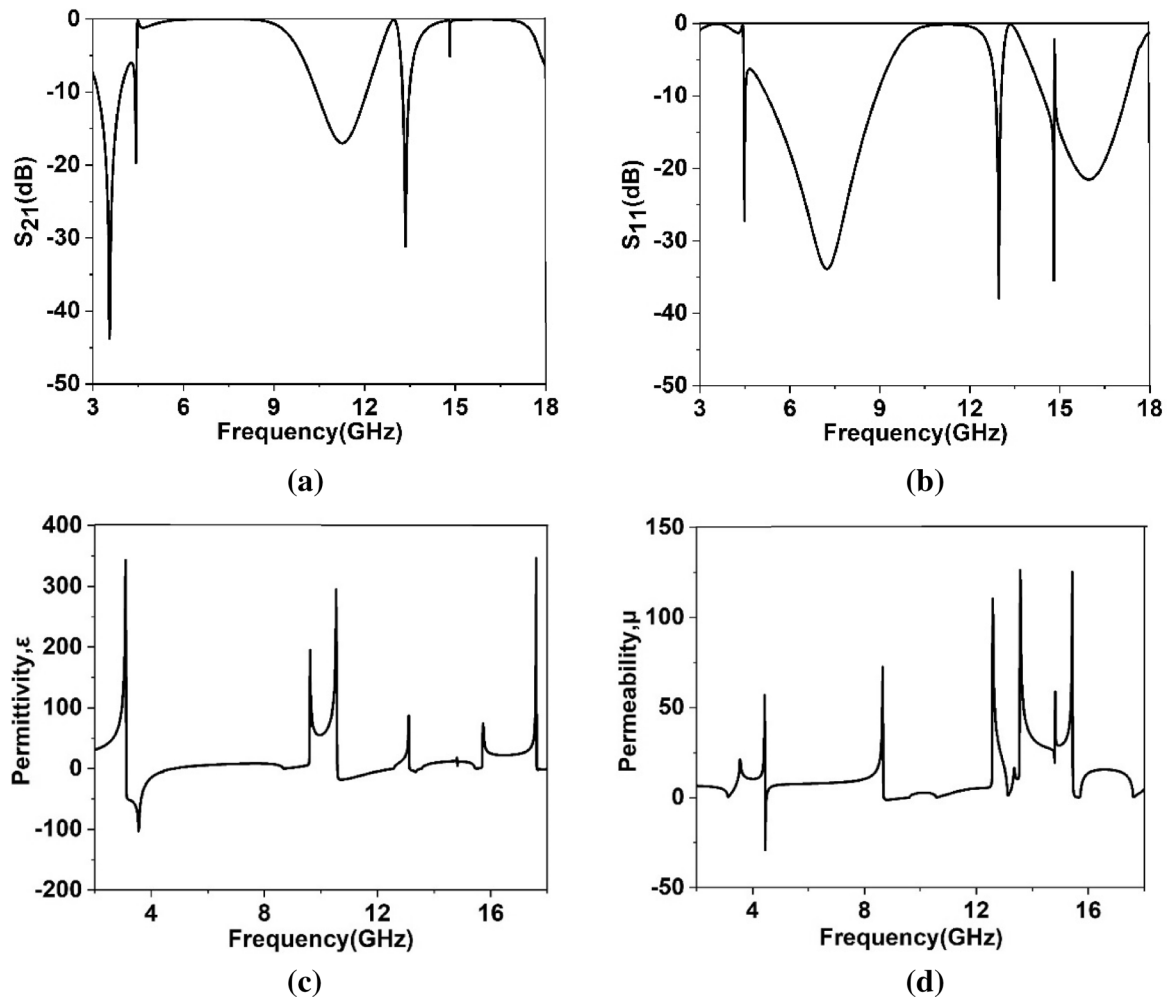 0
-10
-20
-30
-40
-50
S21(dB)
3 6 9 12 15 18
Frequency(GHz)
(a)
0
-10
-20
-30
-40
-50
S11(dB)
3 6 9 12 15 18
Frequency(GHz)
(b)
400
300
200
100
0
-100
-200
Permittivity,ε
4 8 12 16
Frequency(GHz)
(c)
150
100
50
0
-50
Permeability,μ
4 8 12 16
Frequency(GHz)
(d)